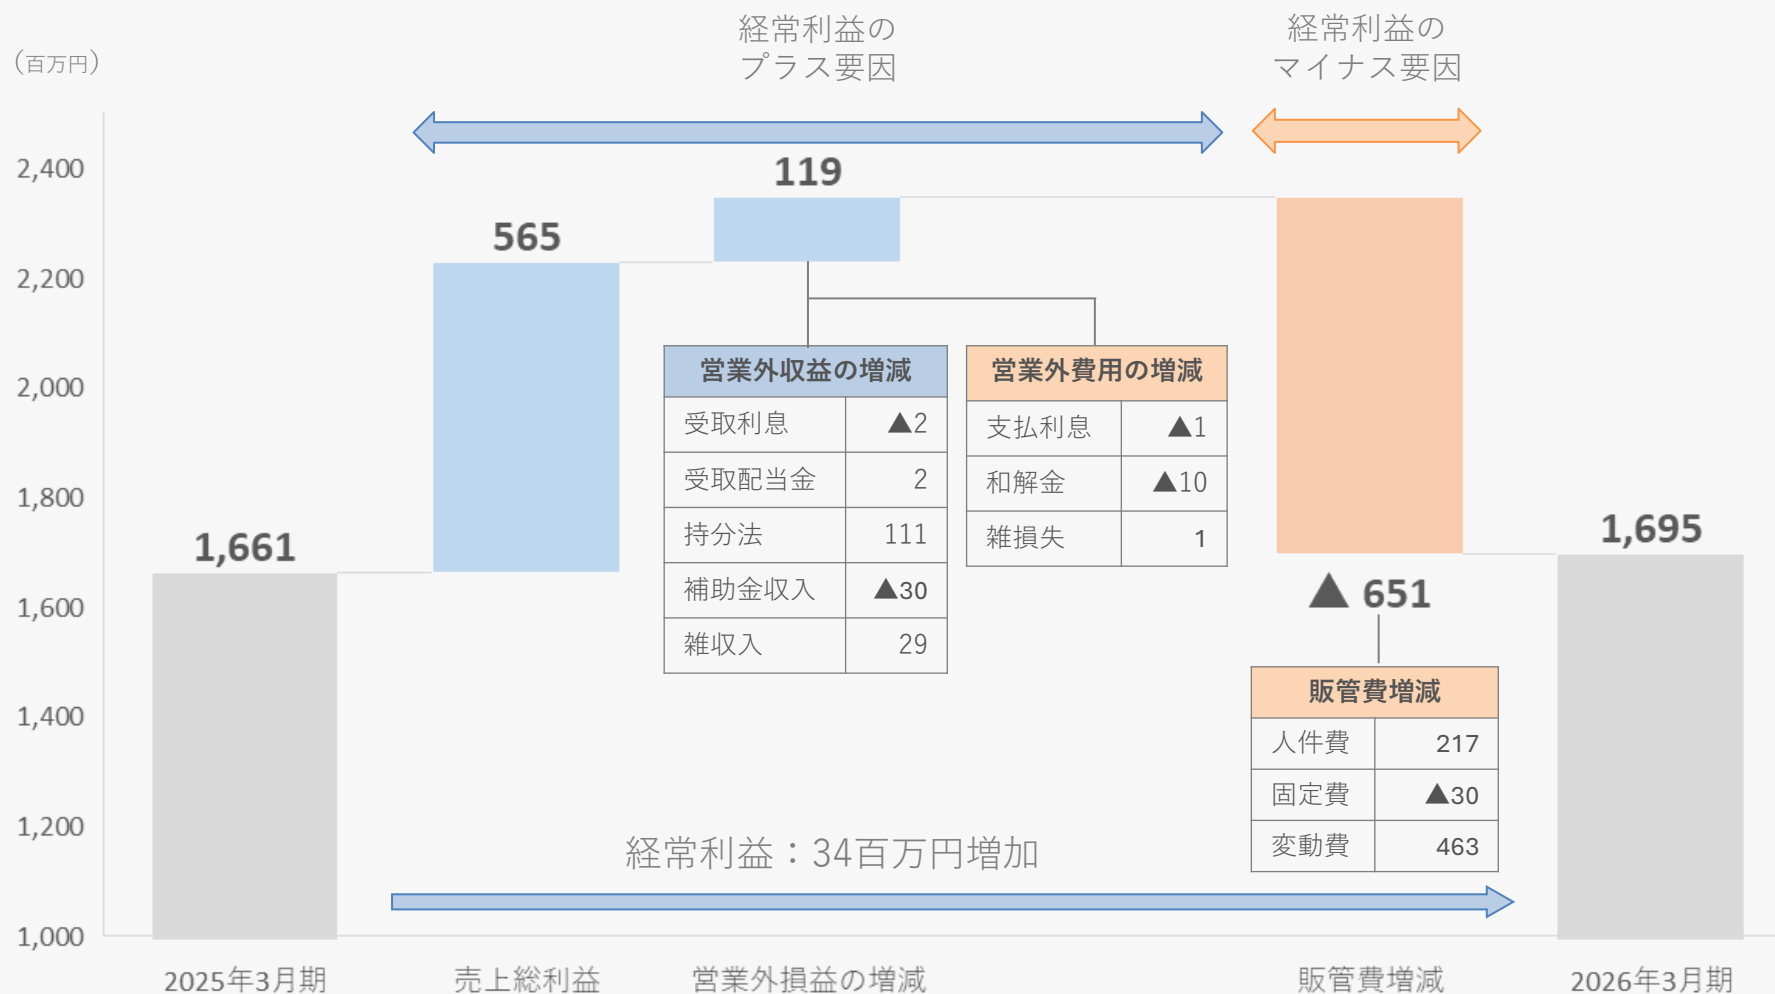 （百万円）
経常利益の
プラス要因
経常利益の
マイナス要因
2,400
2,200
2,000
1,800
1,600
1,400
1,200
1,000
1,661
565
119
▲ 651
1,695
営業外収益の増減
受取利息 ▲2
受取配当金 2
持分法 111
補助金収入 ▲30
雑収入 29
営業外費用の増減
支払利息 ▲1
和解金 ▲10
雑損失 1
販管費増減
人件費 217
固定費 ▲30
変動費 463
経常利益：34百万円増加
2025年3月期
売上総利益
営業外損益の増減
販管費増減
2026年3月期